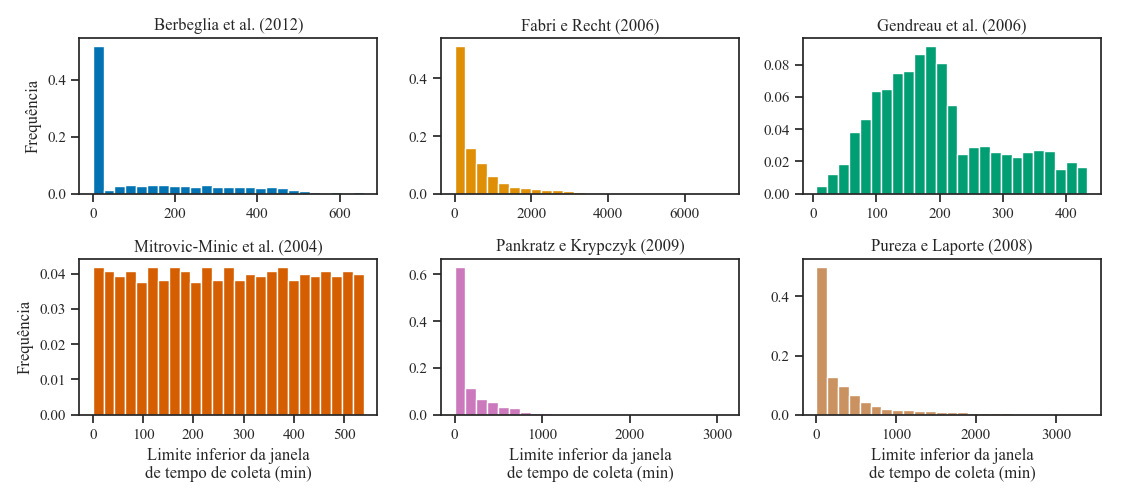 Berbeglia et al. (2012)
Frequência
0.4
0.2
0.0
0 200 400 600
Fabri e Recht (2006)
0.4
0.2
0.0
0 2000 4000 6000
Gendreau et al. (2006)
0.08
0.06
0.04
0.02
0.00
0 100 200 300 400
Mitrovic-Minic et al. (2004)
Frequência
0.04
0.03
0.02
0.01
0.00
0 100 200 300 400 500
Limite inferior da janela
de tempo de coleta (min)
Pankratz e Krypczyk (2009)
0.6
0.4
0.2
0.0
0 1000 2000 3000
Limite inferior da janela
de tempo de coleta (min)
Pureza e Laporte (2008)
0.4
0.2
0.0
0 1000 2000 3000
Limite inferior da janela
de tempo de coleta (min)